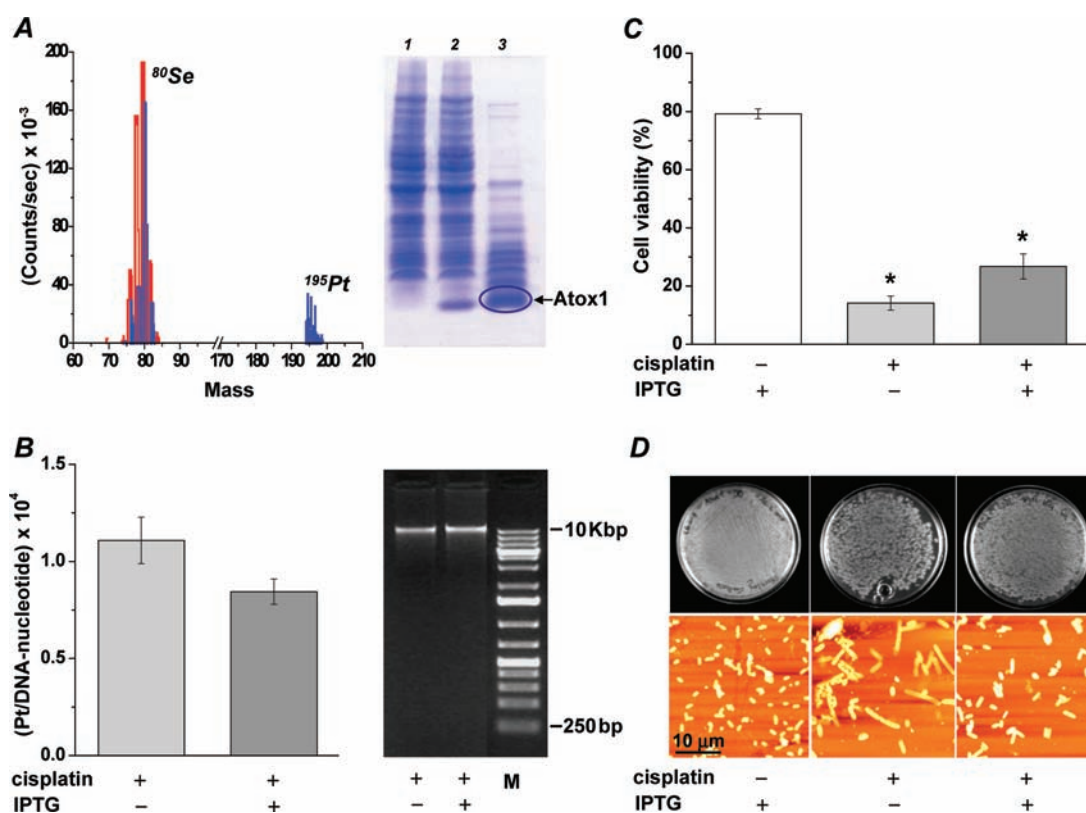 A
(Counts/sec) x 10⁻³
200
160
120
80
40
0
⁸⁰Se
¹⁹⁵Pt
60 70 80 90 170 180 190 200 210
Mass
1 2 3
Atox1
B
(Pt/DNA-nucleotide) x 10⁴
1.5
1.0
0.5
0.0
cisplatin + +
IPTG – +
10Kbp
250bp
+ + M
– +
C
Cell viability (%)
100
80
60
40
20
0
* *
cisplatin – + +
IPTG + – +
D
10 µm
cisplatin – + +
IPTG + – +